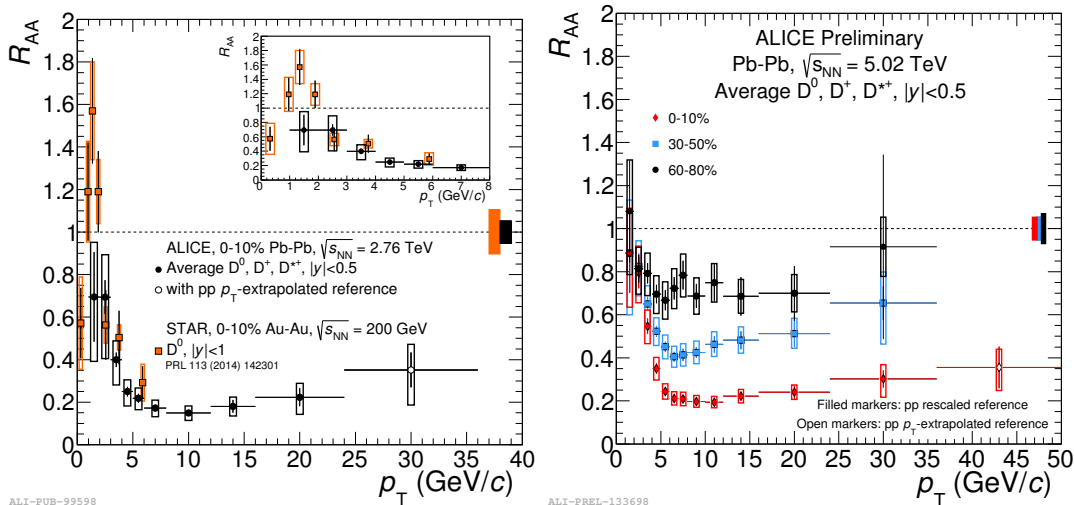 R_AA
2
1.8
1.6
1.4
1.2
1
0.8
0.6
0.4
0.2
0
0 5 10 15 20 25 30 35 40
p_T (GeV/c)
R_AA
2
1.8
1.6
1.4
1.2
1
0.8
0.6
0.4
0.2
0
0 1 2 3 4 5 6 7 8
p_T (GeV/c)
ALICE, 0-10% Pb-Pb, √s_NN = 2.76 TeV
Average D⁰, D⁺, D*⁺, |y|<0.5
with pp p_T-extrapolated reference
STAR, 0-10% Au-Au, √s_NN = 200 GeV
D⁰, |y|<1
PRL 113 (2014) 142301
ALI-PUB-99598
R_AA
2
1.8
1.6
1.4
1.2
1
0.8
0.6
0.4
0.2
0
0 5 10 15 20 25 30 35 40 45 50
p_T (GeV/c)
ALICE Preliminary
Pb-Pb, √s_NN = 5.02 TeV
Average D⁰, D⁺, D*⁺, |y|<0.5
0-10%
30-50%
60-80%
Filled markers: pp rescaled reference
Open markers: pp p_T-extrapolated reference
ALI-PREL-133698